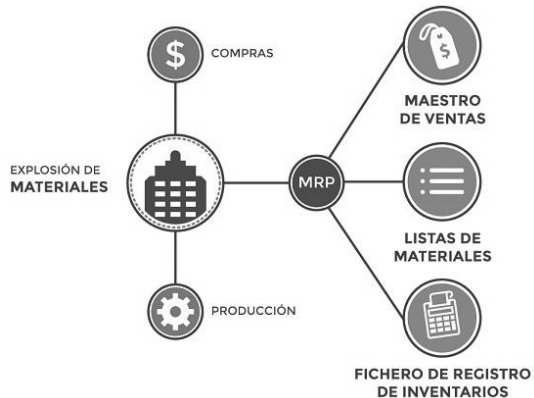 COMPRAS
EXPLOSIÓN DE
MATERIALES
PRODUCCIÓN
MRP
MAESTRO
DE VENTAS
LISTAS DE
MATERIALES
FICHERO DE REGISTRO
DE INVENTARIOS